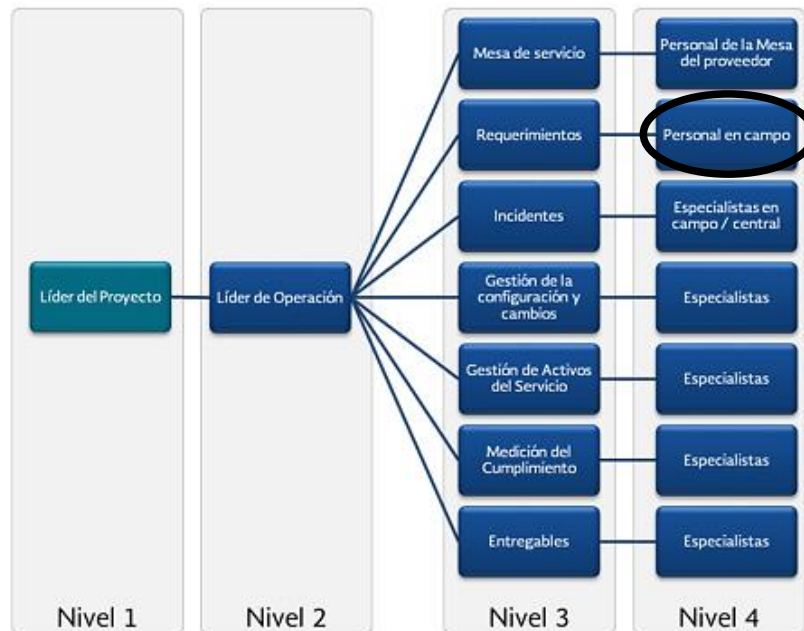 Líder del Proyecto
Líder de Operación
Mesa de servicio
Requerimientos
Incidentes
Gestión de la
configuración y
cambios
Gestión de Activos
del Servicio
Medición del
Cumplimiento
Entregables
Personal de la Mesa
del proveedor
Personal en campo
Especialistas en
campo / central
Especialistas
Especialistas
Especialistas
Especialistas
Nivel 1
Nivel 2
Nivel 3
Nivel 4